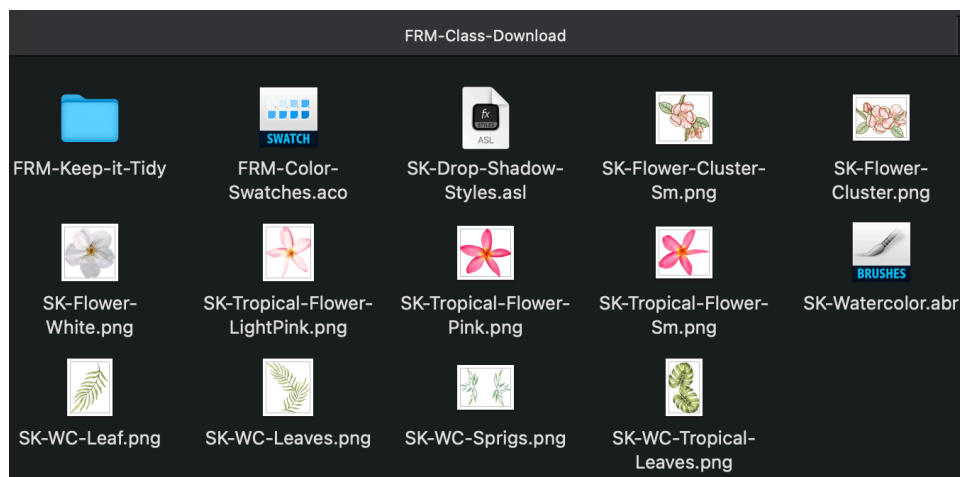 FRM-Class-Download
SWATCH
fx
STYLES
ASL
FRM-Keep-it-Tidy
FRM-Color-
Swatches.aco
SK-Drop-Shadow-
Styles.asl
SK-Flower-Cluster-
Sm.png
SK-Flower-
Cluster.png
BRUSHES
SK-Flower-
White.png
SK-Tropical-Flower-
LightPink.png
SK-Tropical-Flower-
Pink.png
SK-Tropical-Flower-
Sm.png
SK-Watercolor.abr
SK-WC-Leaf.png
SK-WC-Leaves.png
SK-WC-Sprigs.png
SK-WC-Tropical-
Leaves.png